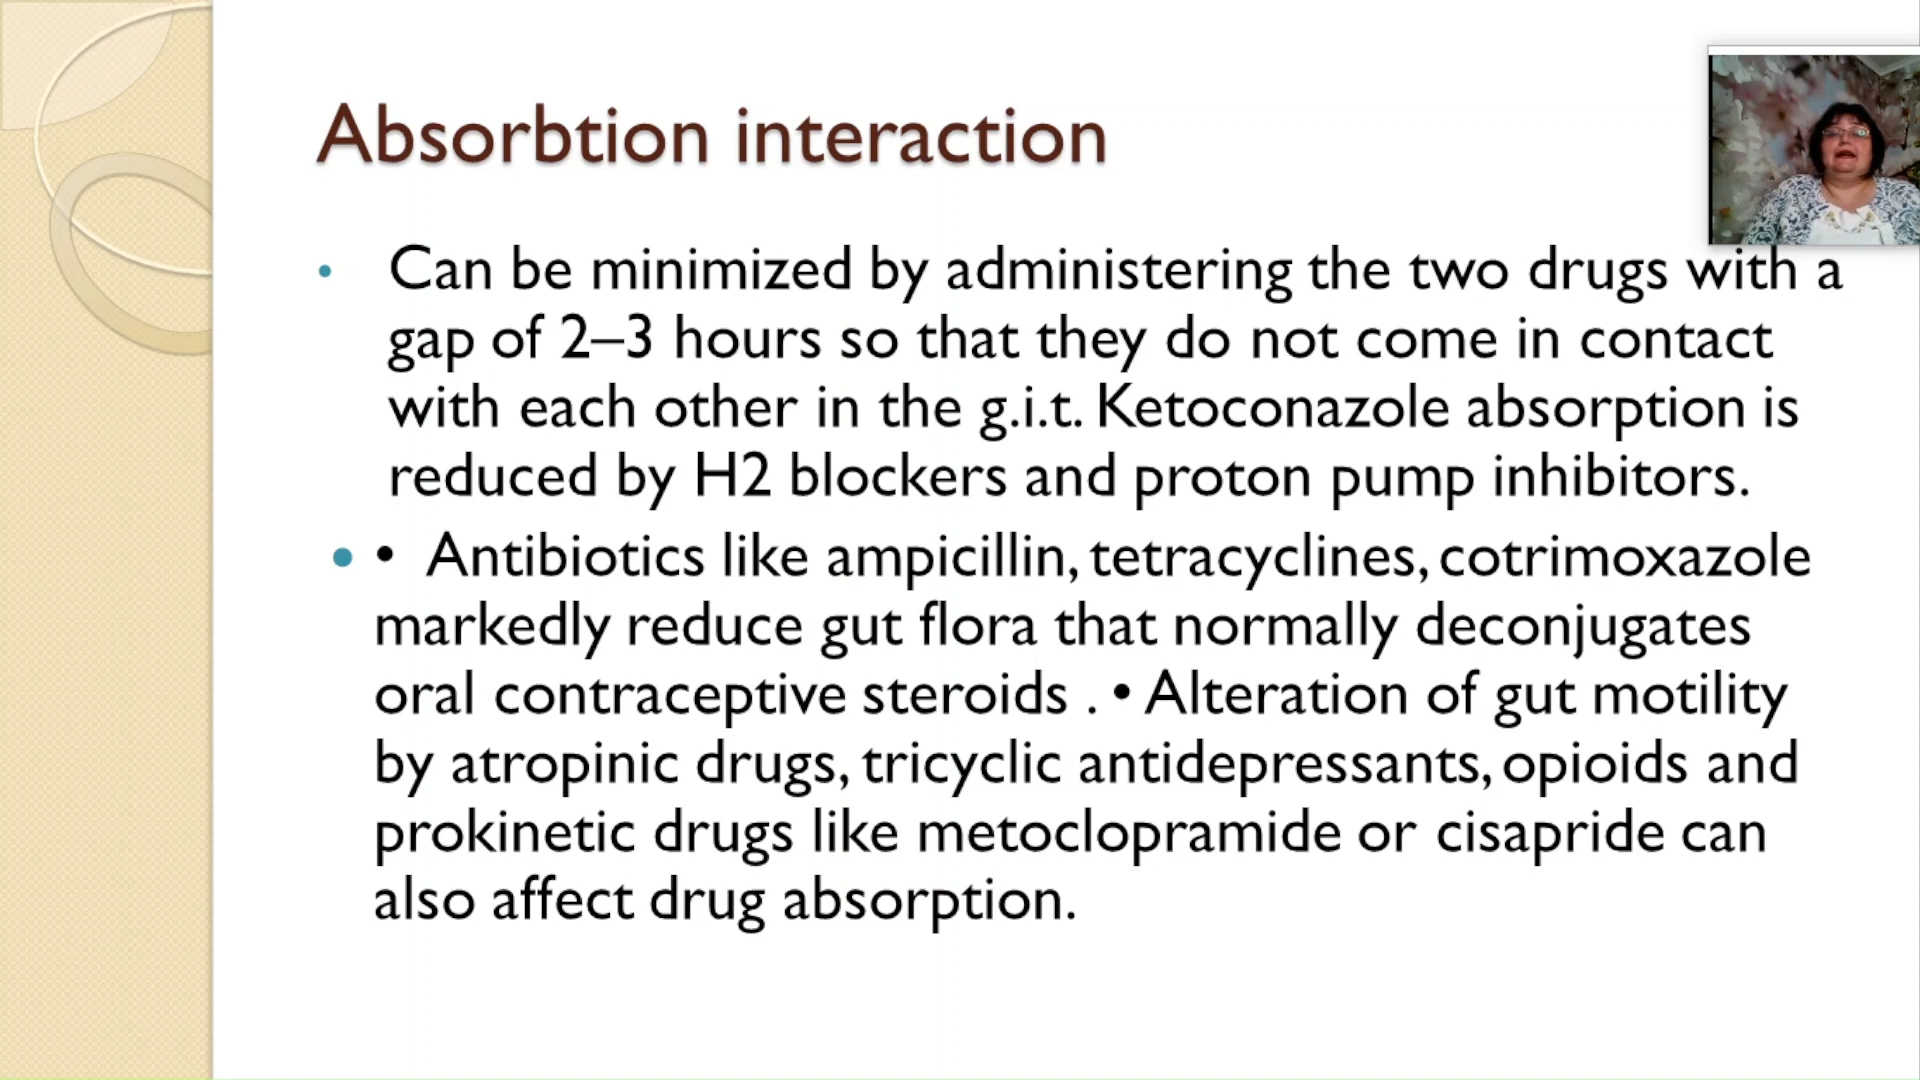 Absorbtion interaction
• Can be minimized by administering the two drugs with a
gap of 2–3 hours so that they do not come in contact
with each other in the g.i.t. Ketoconazole absorption is
reduced by H2 blockers and proton pump inhibitors.
• • Antibiotics like ampicillin, tetracyclines, cotrimoxazole
markedly reduce gut flora that normally deconjugates
oral contraceptive steroids . • Alteration of gut motility
by atropinic drugs, tricyclic antidepressants, opioids and
prokinetic drugs like metoclopramide or cisapride can
also affect drug absorption.